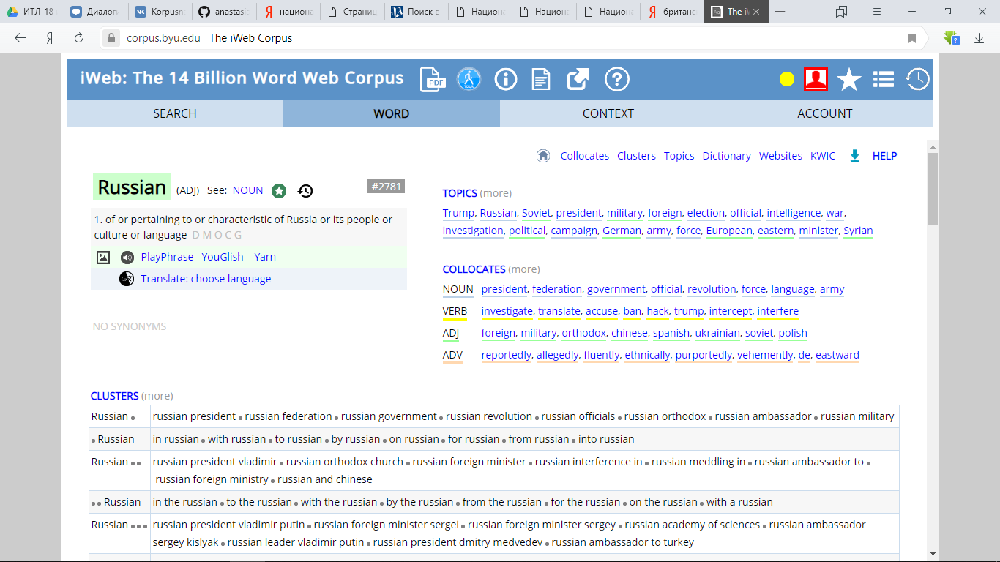 ИТЛ-18
Диалоги
Korpusna
anastasia
национа
Страниц
Поиск в
Национа
Национа
Национа
британс
The iW
corpus.byu.edu The iWeb Corpus
iWeb: The 14 Billion Word Web Corpus
PDF
TOUR
SEARCH WORD CONTEXT ACCOUNT
Collocates Clusters Topics Dictionary Websites KWIC HELP
Russian (ADJ) See: NOUN #2781
1. of or pertaining to or characteristic of Russia or its people or
culture or language D M O C G
PlayPhrase YouGlish Yarn
Translate: choose language
NO SYNONYMS
TOPICS (more)
Trump, Russian, Soviet, president, military, foreign, election, official, intelligence, war,
investigation, political, campaign, German, army, force, European, eastern, minister, Syrian
COLLOCATES (more)
NOUN president, federation, government, official, revolution, force, language, army
VERB investigate, translate, accuse, ban, hack, trump, intercept, interfere
ADJ foreign, military, orthodox, chinese, spanish, ukrainian, soviet, polish
ADV reportedly, allegedly, fluently, ethnically, purportedly, vehemently, de, eastward
CLUSTERS (more)
Russian • russian president • russian federation • russian government • russian revolution • russian officials • russian orthodox • russian ambassador • russian military
• Russian in russian • with russian • to russian • by russian • on russian • for russian • from russian • into russian
Russian •• russian president vladimir • russian orthodox church • russian foreign minister • russian interference in • russian meddling in • russian ambassador to •
russian foreign ministry • russian and chinese
•• Russian in the russian • to the russian • with the russian • by the russian • from the russian • for the russian • on the russian • with a russian
Russian ••• russian president vladimir putin • russian foreign minister sergei • russian foreign minister sergey • russian academy of sciences • russian ambassador
sergey kislyak • russian leader vladimir putin • russian president dmitry medvedev • russian ambassador to turkey